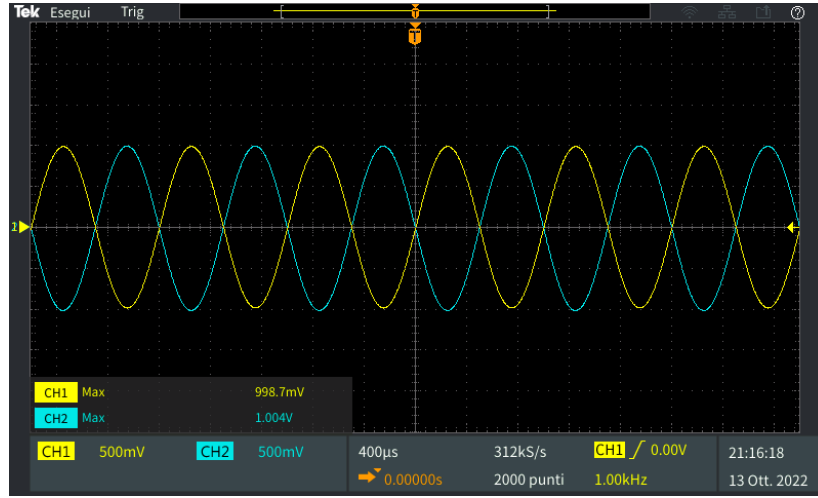 Tek Esegui Trig
T
T
1
CH1 Max 998.7mV
CH2 Max 1.004V
CH1 500mV CH2 500mV 400µs 312kS/s CH1 0.00V 21:16:18
0.00000s 2000 punti 1.00kHz 13 Ott. 2022